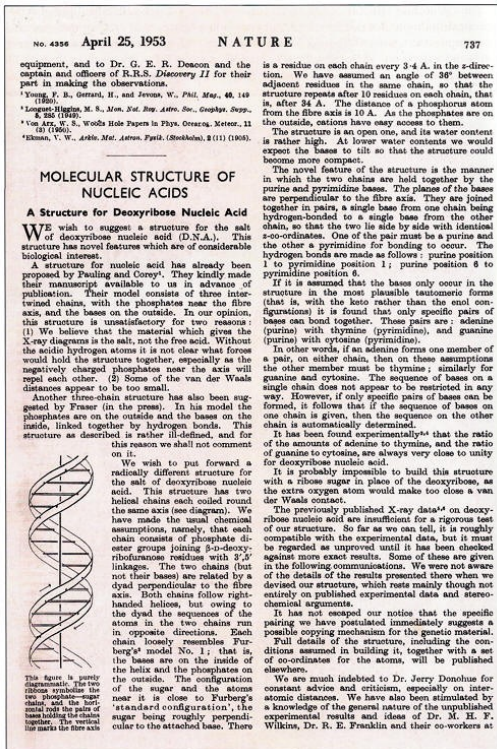 No. 4356 April 25, 1953 NATURE 737
equipment, and to Dr. G. E. R. Deacon and the
captain and officers of R.R.S. Discovery II for their
part in making the observations.
¹ Young, F. B., Gerrard, H., and Jevons, W., Phil. Mag., 40, 149
(1920).
² Longuet-Higgins, M. S., Mon. Not. Roy. Astro. Soc., Geophys. Supp.,
5, 285 (1949).
³ Von Arx, W. S., Woods Hole Papers in Phys. Oceanog. Meteor., 11
(3) (1950).
⁴ Ekman, V. W., Arkiv. Mat. Astron. Fysik. (Stockholm), 2 (11) (1905).
MOLECULAR STRUCTURE OF
NUCLEIC ACIDS
A Structure for Deoxyribose Nucleic Acid
WE wish to suggest a structure for the salt
of deoxyribose nucleic acid (D.N.A.). This
structure has novel features which are of considerable
biological interest.
A structure for nucleic acid has already been
proposed by Pauling and Corey¹. They kindly made
their manuscript available to us in advance of
publication. Their model consists of three inter-
twined chains, with the phosphates near the fibre
axis, and the bases on the outside. In our opinion,
this structure is unsatisfactory for two reasons :
(1) We believe that the material which gives the
X-ray diagrams is the salt, not the free acid. Without
the acidic hydrogen atoms it is not clear what forces
would hold the structure together, especially as the
negatively charged phosphates near the axis will
repel each other. (2) Some of the van der Waals
distances appear to be too small.
Another three-chain structure has also been sug-
gested by Fraser (in the press). In his model the
phosphates are on the outside and the bases on the
inside, linked together by hydrogen bonds. This
structure as described is rather ill-defined, and for
this reason we shall not comment
on it.
We wish to put forward a
radically different structure for
the salt of deoxyribose nucleic
acid. This structure has two
helical chains each coiled round
the same axis (see diagram). We
have made the usual chemical
assumptions, namely, that each
chain consists of phosphate di-
ester groups joining β-D-deoxy-
ribofuranose residues with 3′,5′
linkages. The two chains (but
not their bases) are related by a
dyad perpendicular to the fibre
axis. Both chains follow right-
handed helices, but owing to
the dyad the sequences of the
atoms in the two chains run
in opposite directions. Each
chain loosely resembles Fur-
berg's² model No. 1; that is,
the bases are on the inside of
the helix and the phosphates on
the outside. The configuration
of the sugar and the atoms
near it is close to Furberg's
'standard configuration', the
sugar being roughly perpendi-
cular to the attached base. There
This figure is purely
diagrammatic. The two
ribbons symbolize the
two phosphate—sugar
chains, and the hori-
zontal rods the pairs of
bases holding the chains
together. The vertical
line marks the fibre axis
is a residue on each chain every 3·4 A. in the z-direc-
tion. We have assumed an angle of 36° between
adjacent residues in the same chain, so that the
structure repeats after 10 residues on each chain, that
is, after 34 A. The distance of a phosphorus atom
from the fibre axis is 10 A. As the phosphates are on
the outside, cations have easy access to them.
The structure is an open one, and its water content
is rather high. At lower water contents we would
expect the bases to tilt so that the structure could
become more compact.
The novel feature of the structure is the manner
in which the two chains are held together by the
purine and pyrimidine bases. The planes of the bases
are perpendicular to the fibre axis. They are joined
together in pairs, a single base from one chain being
hydrogen-bonded to a single base from the other
chain, so that the two lie side by side with identical
z-co-ordinates. One of the pair must be a purine and
the other a pyrimidine for bonding to occur. The
hydrogen bonds are made as follows : purine position
1 to pyrimidine position 1 ; purine position 6 to
pyrimidine position 6.
If it is assumed that the bases only occur in the
structure in the most plausible tautomeric forms
(that is, with the keto rather than the enol con-
figurations) it is found that only specific pairs of
bases can bond together. These pairs are : adenine
(purine) with thymine (pyrimidine), and guanine
(purine) with cytosine (pyrimidine).
In other words, if an adenine forms one member of
a pair, on either chain, then on these assumptions
the other member must be thymine ; similarly for
guanine and cytosine. The sequence of bases on a
single chain does not appear to be restricted in any
way. However, if only specific pairs of bases can be
formed, it follows that if the sequence of bases on
one chain is given, then the sequence on the other
chain is automatically determined.
It has been found experimentally³,⁴ that the ratio
of the amounts of adenine to thymine, and the ratio
of guanine to cytosine, are always very close to unity
for deoxyribose nucleic acid.
It is probably impossible to build this structure
with a ribose sugar in place of the deoxyribose, as
the extra oxygen atom would make too close a van
der Waals contact.
The previously published X-ray data⁵,⁶ on deoxy-
ribose nucleic acid are insufficient for a rigorous test
of our structure. So far as we can tell, it is roughly
compatible with the experimental data, but it must
be regarded as unproved until it has been checked
against more exact results. Some of these are given
in the following communications. We were not aware
of the details of the results presented there when we
devised our structure, which rests mainly though not
entirely on published experimental data and stereo-
chemical arguments.
It has not escaped our notice that the specific
pairing we have postulated immediately suggests a
possible copying mechanism for the genetic material.
Full details of the structure, including the con-
ditions assumed in building it, together with a set
of co-ordinates for the atoms, will be published
elsewhere.
We are much indebted to Dr. Jerry Donohue for
constant advice and criticism, especially on inter-
atomic distances. We have also been stimulated by
a knowledge of the general nature of the unpublished
experimental results and ideas of Dr. M. H. F.
Wilkins, Dr. R. E. Franklin and their co-workers at